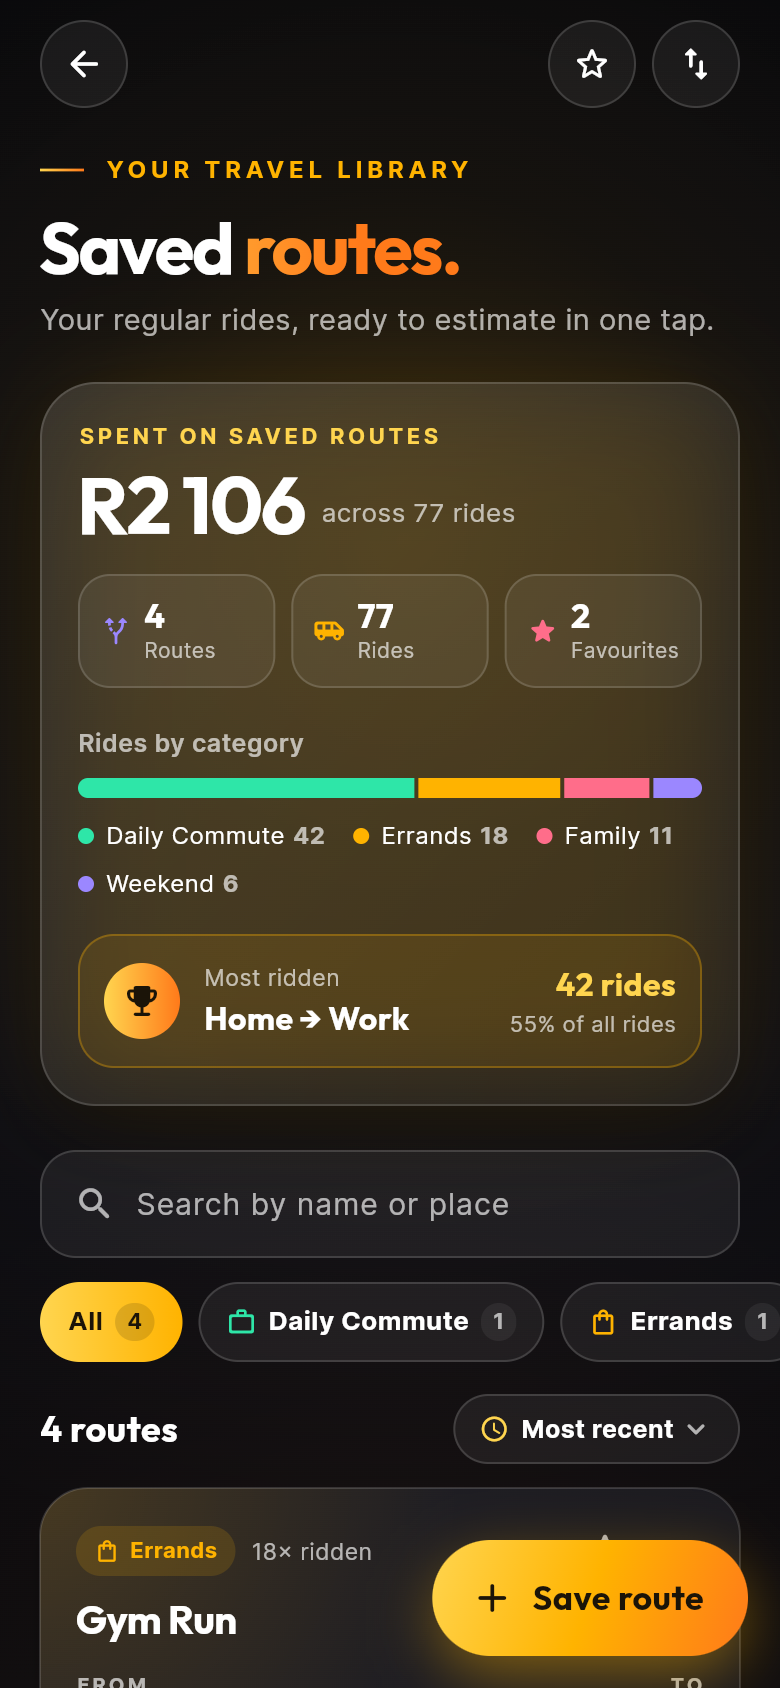 YOUR TRAVEL LIBRARY
Saved routes.
Your regular rides, ready to estimate in one tap.
SPENT ON SAVED ROUTES
R2 106 across 77 rides
4
Routes
77
Rides
2
Favourites
Rides by category
Daily Commute 42 Errands 18 Family 11
Weekend 6
Most ridden
Home → Work
42 rides
55% of all rides
Search by name or place
All 4 Daily Commute 1 Errands 1
4 routes
Most recent
Errands 18× ridden
Gym Run
+ Save route
FROM TO